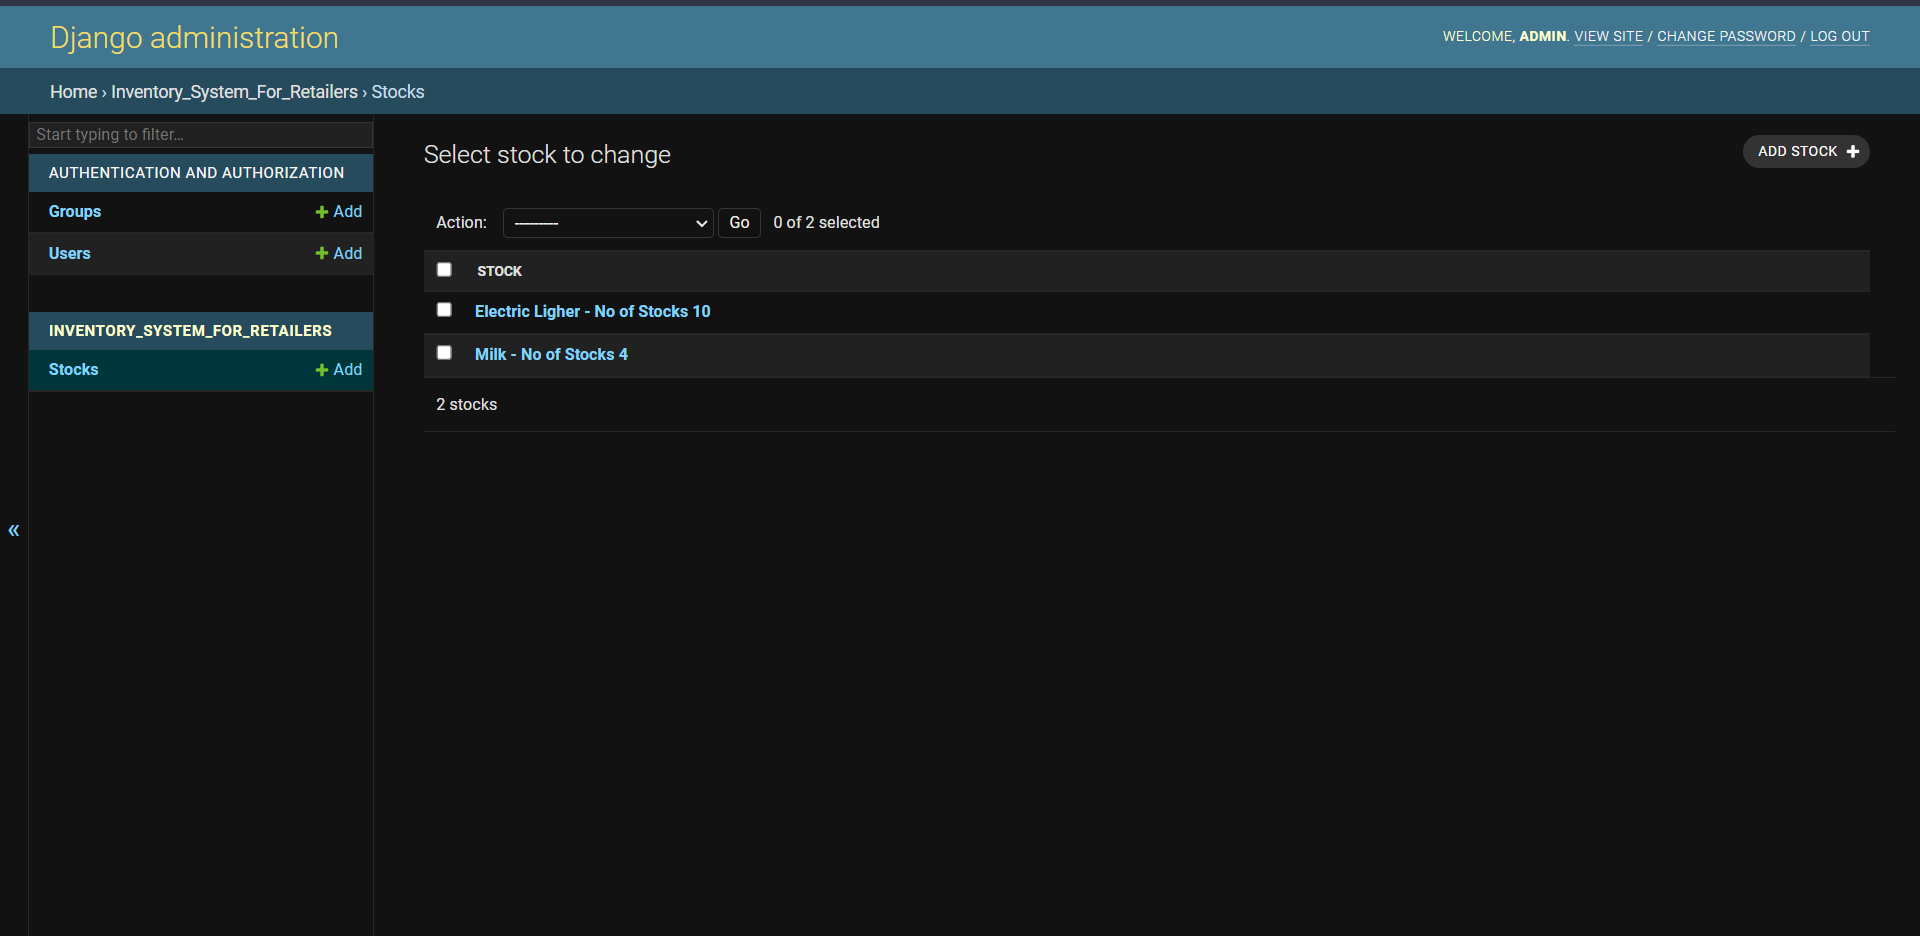 Django administration
WELCOME, ADMIN. VIEW SITE / CHANGE PASSWORD / LOG OUT
Home › Inventory_System_For_Retailers › Stocks
Start typing to filter...
AUTHENTICATION AND AUTHORIZATION
Groups + Add
Users + Add
INVENTORY_SYSTEM_FOR_RETAILERS
Stocks + Add
«
Select stock to change
ADD STOCK +
Action: --------- Go 0 of 2 selected
STOCK
Electric Ligher - No of Stocks 10
Milk - No of Stocks 4
2 stocks